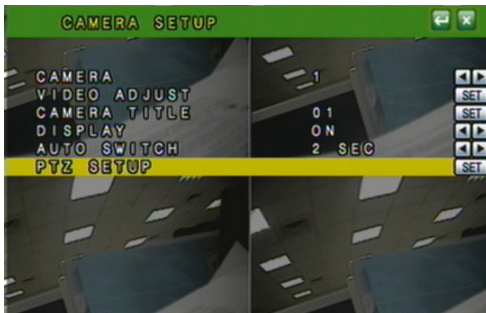 CAMERA SETUP
CAMERA 1
VIDEO ADJUST SET
CAMERA TITLE 01 SET
DISPLAY ON
AUTO SWITCH 2 SEC
PTZ SETUP SET